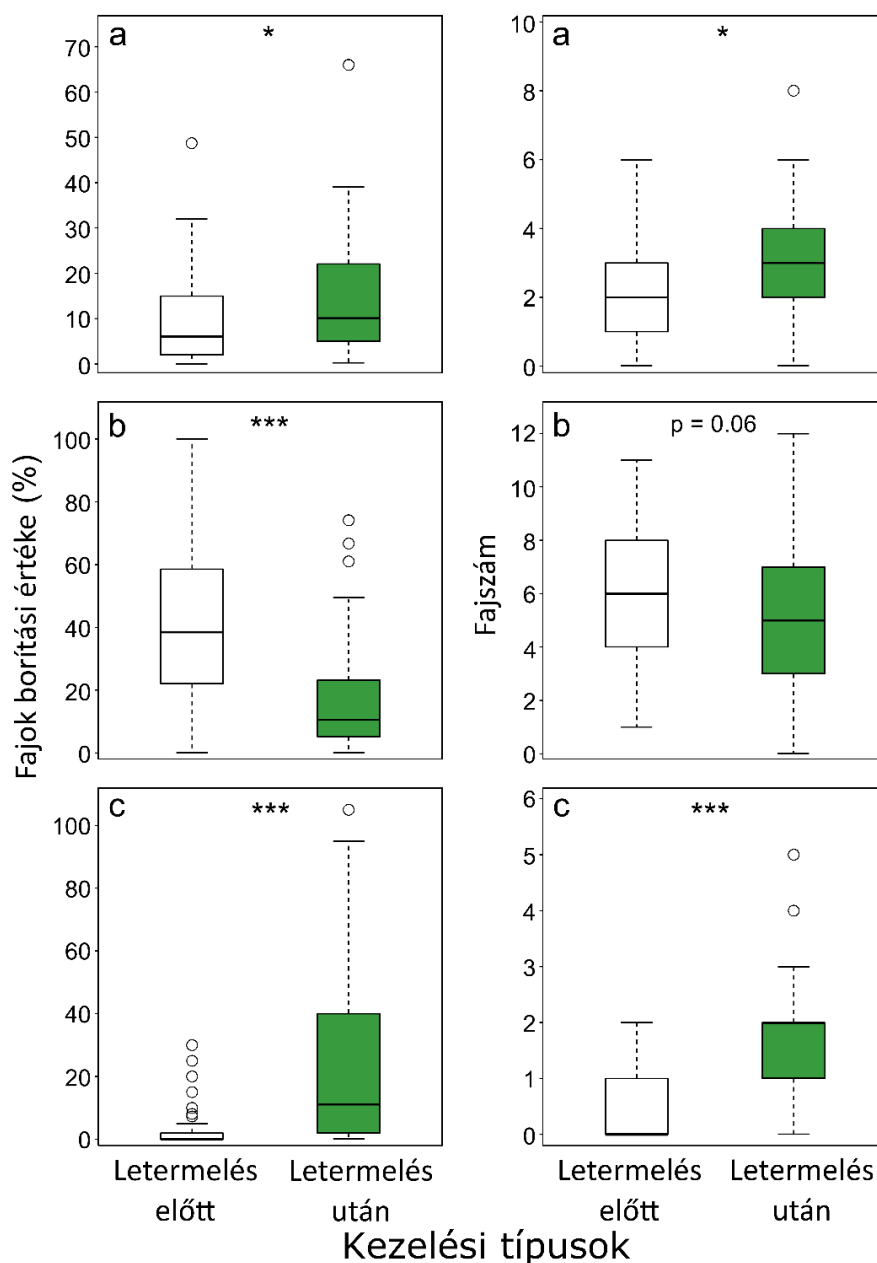 a
*
70
60
50
40
30
20
10
0
a
*
10
8
6
4
2
0
Fajok borítási értéke (%)
b
***
100
80
60
40
20
0
Fajszám
b
p = 0.06
12
10
8
6
4
2
0
c
***
100
80
60
40
20
0
c
***
6
5
4
3
2
1
0
Letermelés
előtt
Letermelés
után
Letermelés
előtt
Letermelés
után
Kezelési típusok